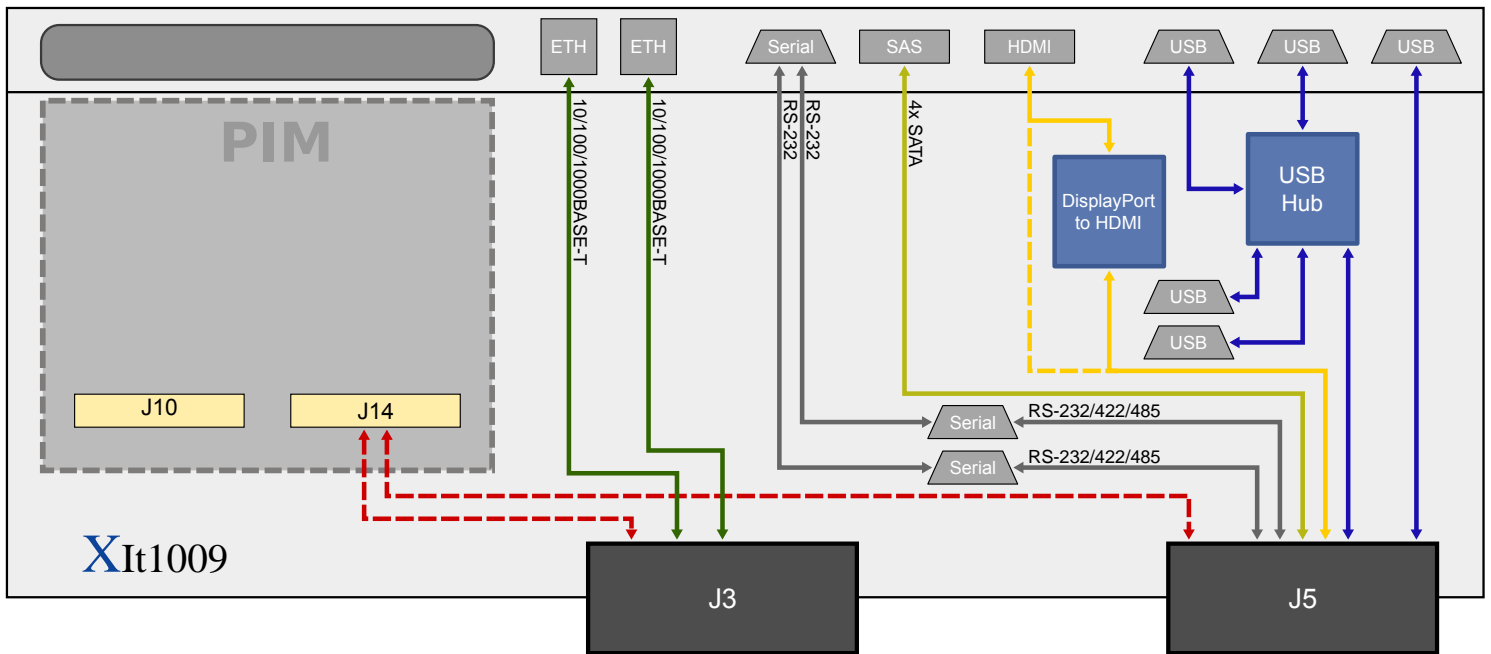 ETH
ETH
Serial
SAS
HDMI
USB
USB
USB
PIM
10/100/1000BASE-T
10/100/1000BASE-T
RS-232
RS-232
4x SATA
DisplayPort
to HDMI
USB
Hub
USB
USB
J10
J14
Serial
RS-232/422/485
Serial
RS-232/422/485
XIt1009
J3
J5